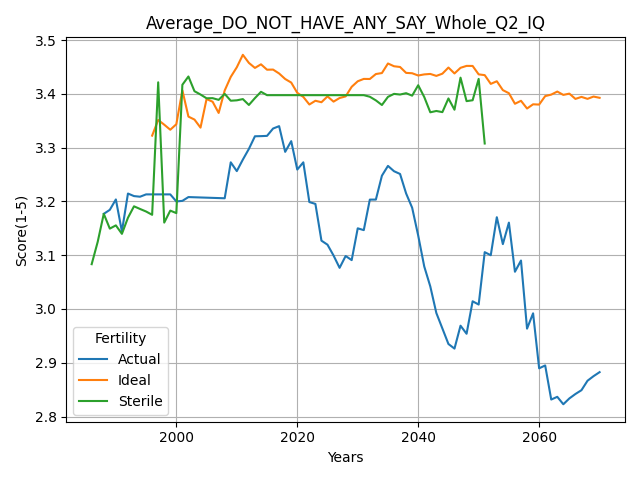 Average_DO_NOT_HAVE_ANY_SAY_Whole_Q2_IQ
3.5
3.4
3.3
3.2
3.1
3.0
2.9
2.8
Score(1-5)
Fertility
Actual
Ideal
Sterile
2000
2020
2040
2060
Years